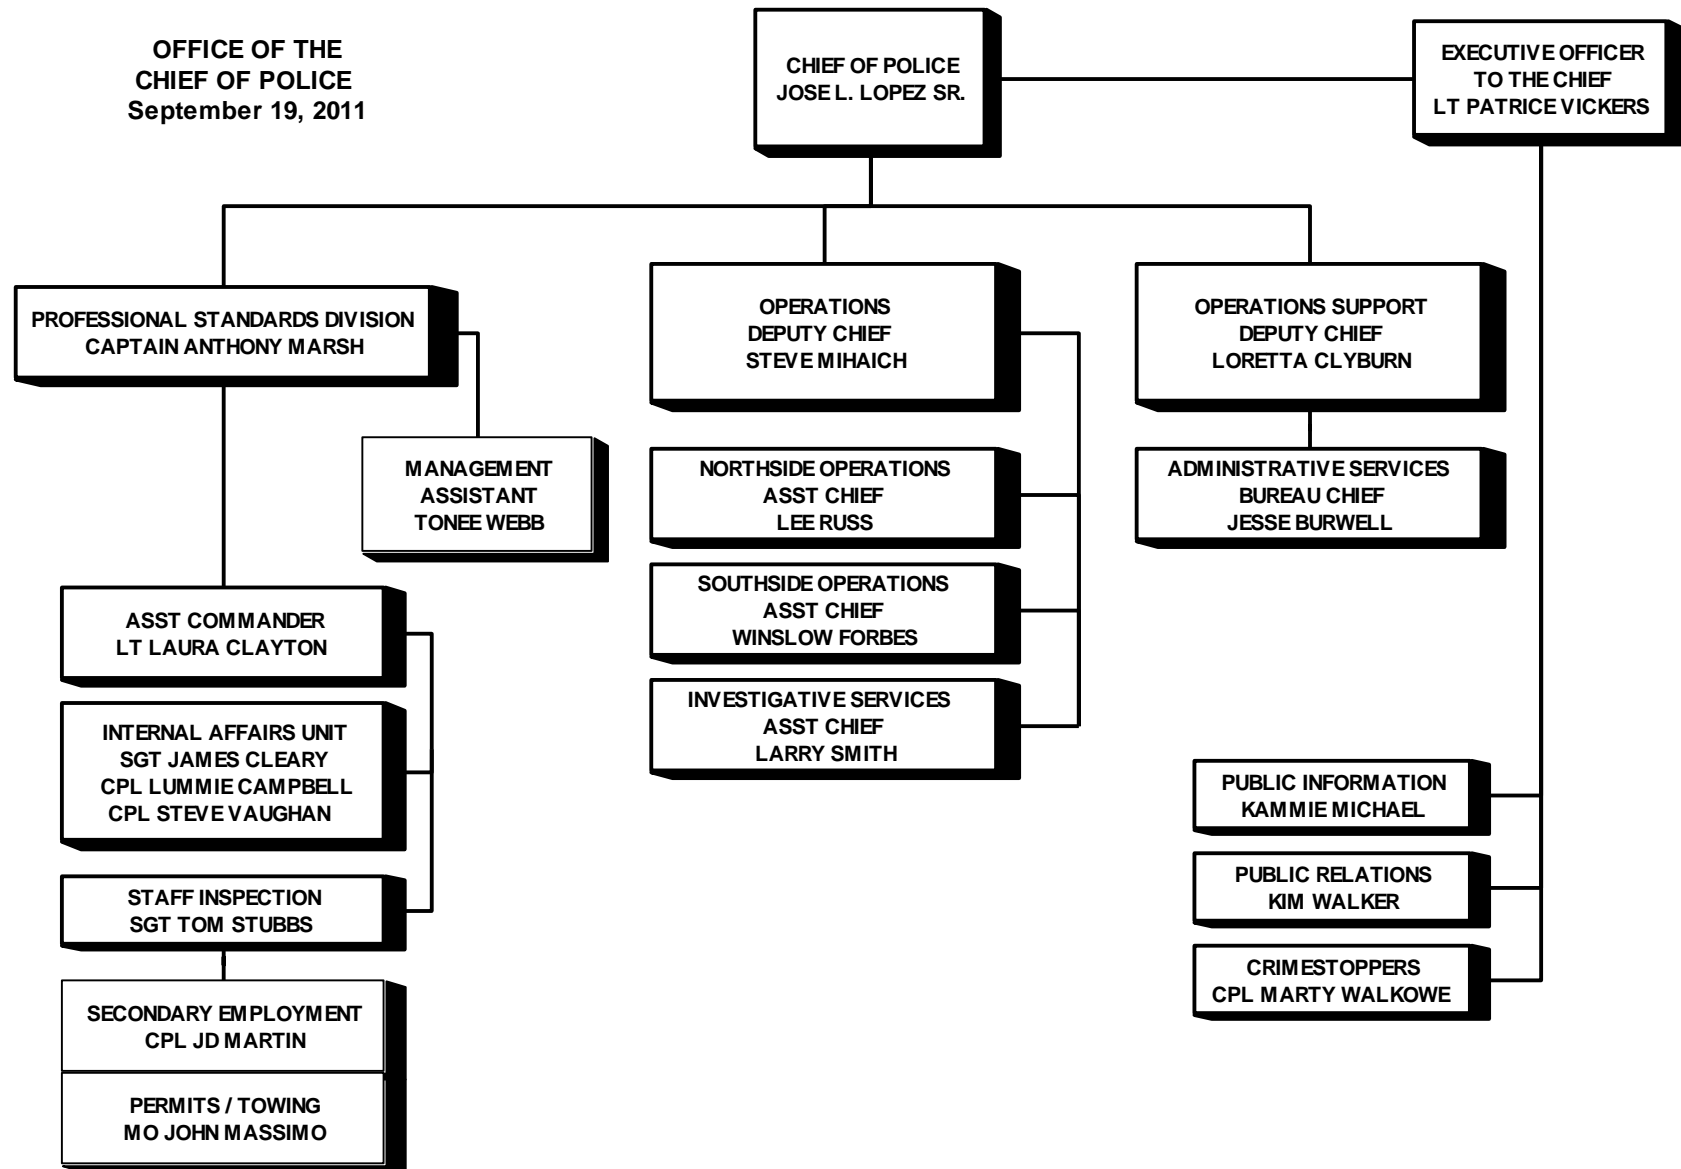 OFFICE OF THE
CHIEF OF POLICE
September 19, 2011
CHIEF OF POLICE
JOSE L. LOPEZ SR.
EXECUTIVE OFFICER
TO THE CHIEF
LT PATRICE VICKERS
PROFESSIONAL STANDARDS DIVISION
CAPTAIN ANTHONY MARSH
OPERATIONS
DEPUTY CHIEF
STEVE MIHAICH
OPERATIONS SUPPORT
DEPUTY CHIEF
LORETTA CLYBURN
MANAGEMENT
ASSISTANT
TONEE WEBB
NORTHSIDE OPERATIONS
ASST CHIEF
LEE RUSS
ADMINISTRATIVE SERVICES
BUREAU CHIEF
JESSE BURWELL
SOUTHSIDE OPERATIONS
ASST CHIEF
WINSLOW FORBES
ASST COMMANDER
LT LAURA CLAYTON
INVESTIGATIVE SERVICES
ASST CHIEF
LARRY SMITH
INTERNAL AFFAIRS UNIT
SGT JAMES CLEARY
CPL LUMMIE CAMPBELL
CPL STEVE VAUGHAN
PUBLIC INFORMATION
KAMMIE MICHAEL
STAFF INSPECTION
SGT TOM STUBBS
PUBLIC RELATIONS
KIM WALKER
SECONDARY EMPLOYMENT
CPL JD MARTIN
CRIMESTOPPERS
CPL MARTY WALKOWE
PERMITS / TOWING
MO JOHN MASSIMO